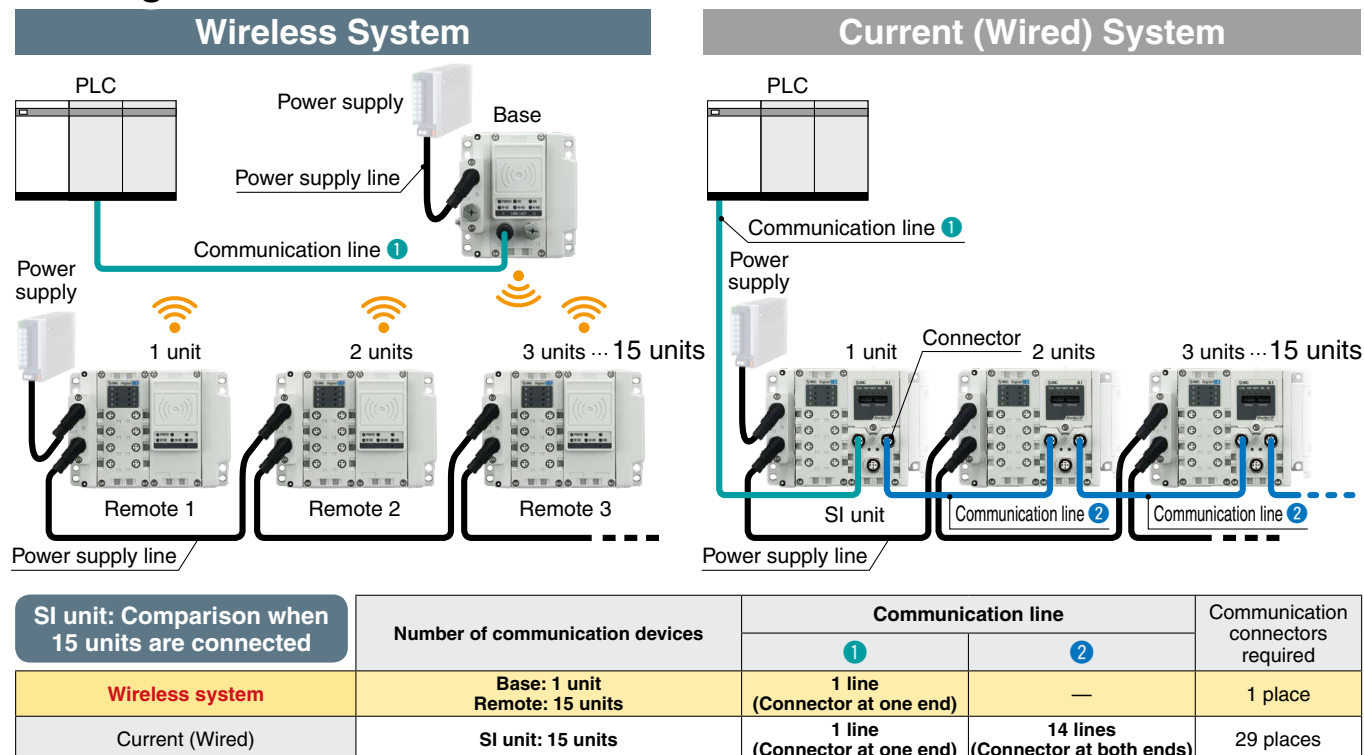 Wireless System
PLC
Power supply
Base
Power supply line
Communication line 1
Power
supply
1 unit
2 units
3 units ··· 15 units
Remote 1
Remote 2
Remote 3
Power supply line
Current (Wired) System
PLC
Communication line 1
Power
supply
Connector
1 unit
2 units
3 units ··· 15 units
SI unit
Communication line 2
Communication line 2
Power supply line
SI unit: Comparison when
15 units are connected
Number of communication devices
Communication line
1
2
Communication
connectors
required
Wireless system
Base: 1 unit
Remote: 15 units
1 line
(Connector at one end)
—
1 place
Current (Wired)
SI unit: 15 units
1 line
(Connector at one end)
14 lines
(Connector at both ends)
29 places